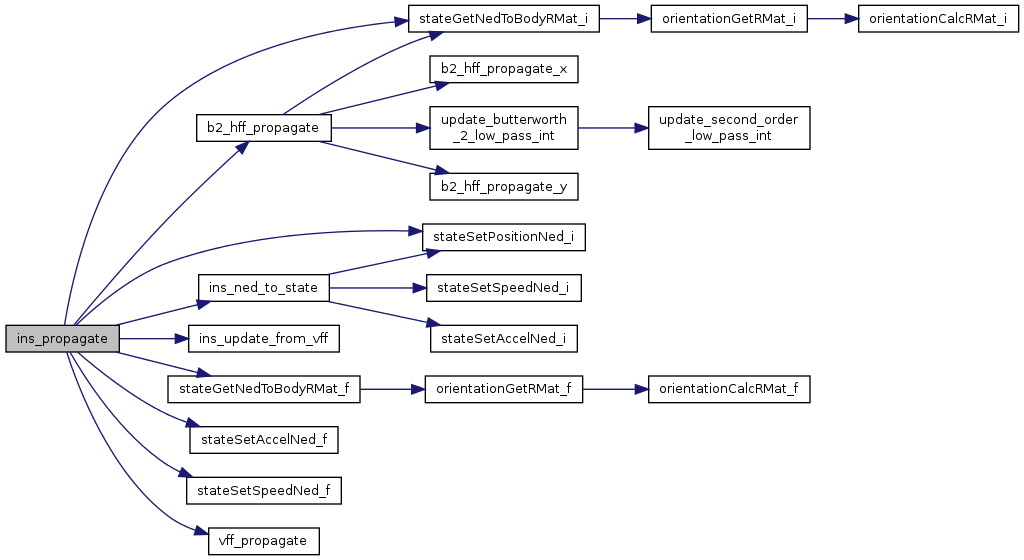 stateGetNedToBodyRMat_i
orientationGetRMat_i
orientationCalcRMat_i
b2_hff_propagate_x
b2_hff_propagate
update_butterworth
_2_low_pass_int
update_second_order
_low_pass_int
b2_hff_propagate_y
stateSetPositionNed_i
ins_ned_to_state
stateSetSpeedNed_i
ins_propagate
ins_update_from_vff
stateSetAccelNed_i
stateGetNedToBodyRMat_f
orientationGetRMat_f
orientationCalcRMat_f
stateSetAccelNed_f
stateSetSpeedNed_f
vff_propagate